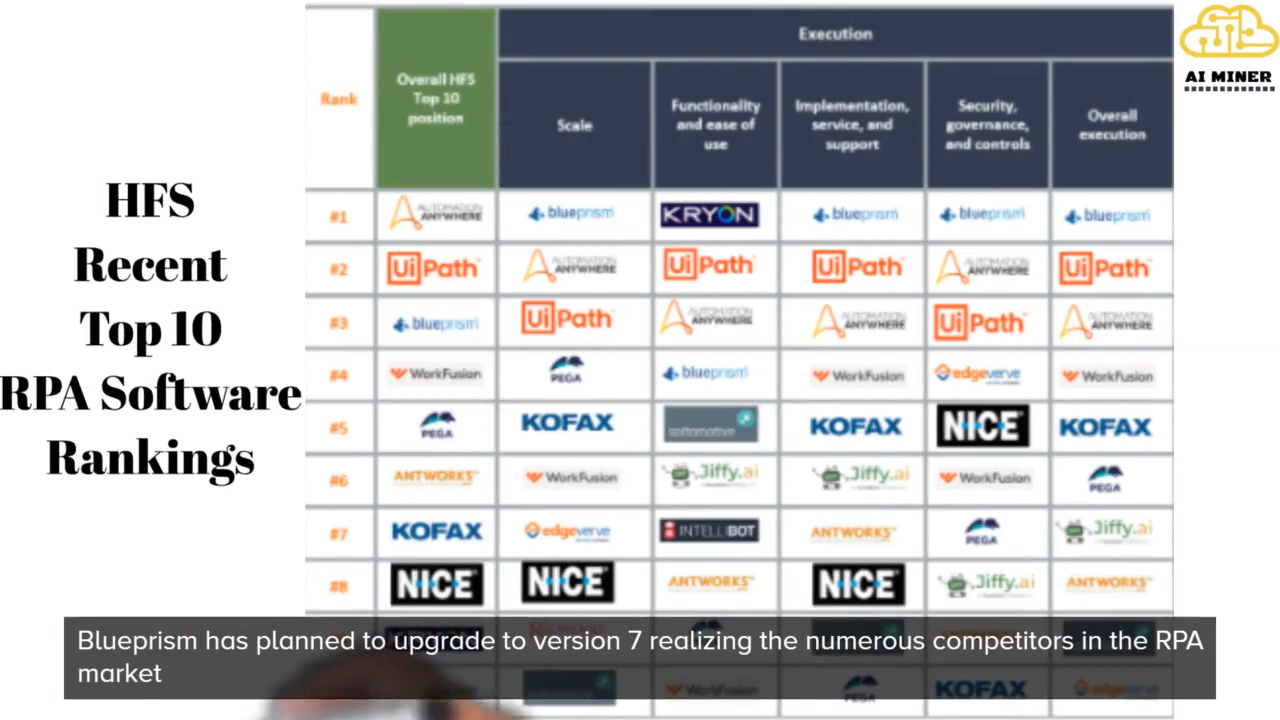 AI MINER
HFS
Recent
Top 10
RPA Software
Rankings
Rank
Overall HFS
Top 10
position
Execution
Scale
Functionality
and ease of
use
Implementation,
service, and
support
Security,
governance,
and controls
Overall
execution
#1 AUTOMATION ANYWHERE blueprism KRYON blueprism blueprism blueprism
#2 UiPath AUTOMATION ANYWHERE UiPath UiPath AUTOMATION ANYWHERE UiPath
#3 blueprism UiPath AUTOMATION ANYWHERE AUTOMATION ANYWHERE UiPath AUTOMATION ANYWHERE
#4 WorkFusion PEGA blueprism WorkFusion edgeverve WorkFusion
#5 PEGA KOFAX KOFAX NICE KOFAX
#6 ANTWORKS WorkFusion Jiffy.ai Jiffy.ai WorkFusion PEGA
#7 KOFAX edgeverve INTELLIBOT ANTWORKS PEGA Jiffy.ai
#8 NICE NICE ANTWORKS NICE Jiffy.ai ANTWORKS
Blueprism has planned to upgrade to version 7 realizing the numerous competitors in the RPA
market
WorkFusion PEGA KOFAX edgeverve